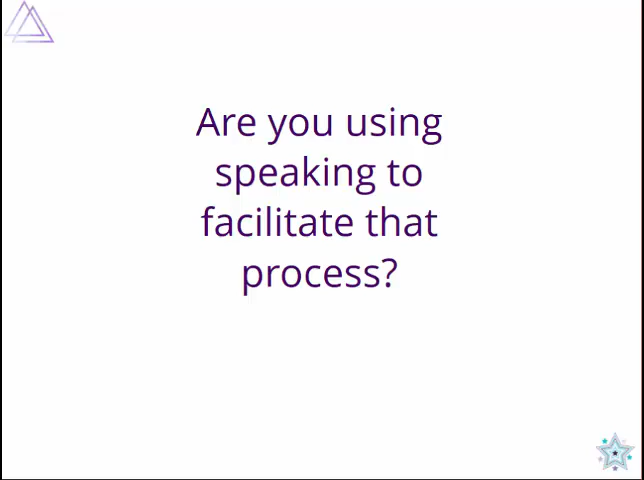 Are you using
speaking to
facilitate that
process?